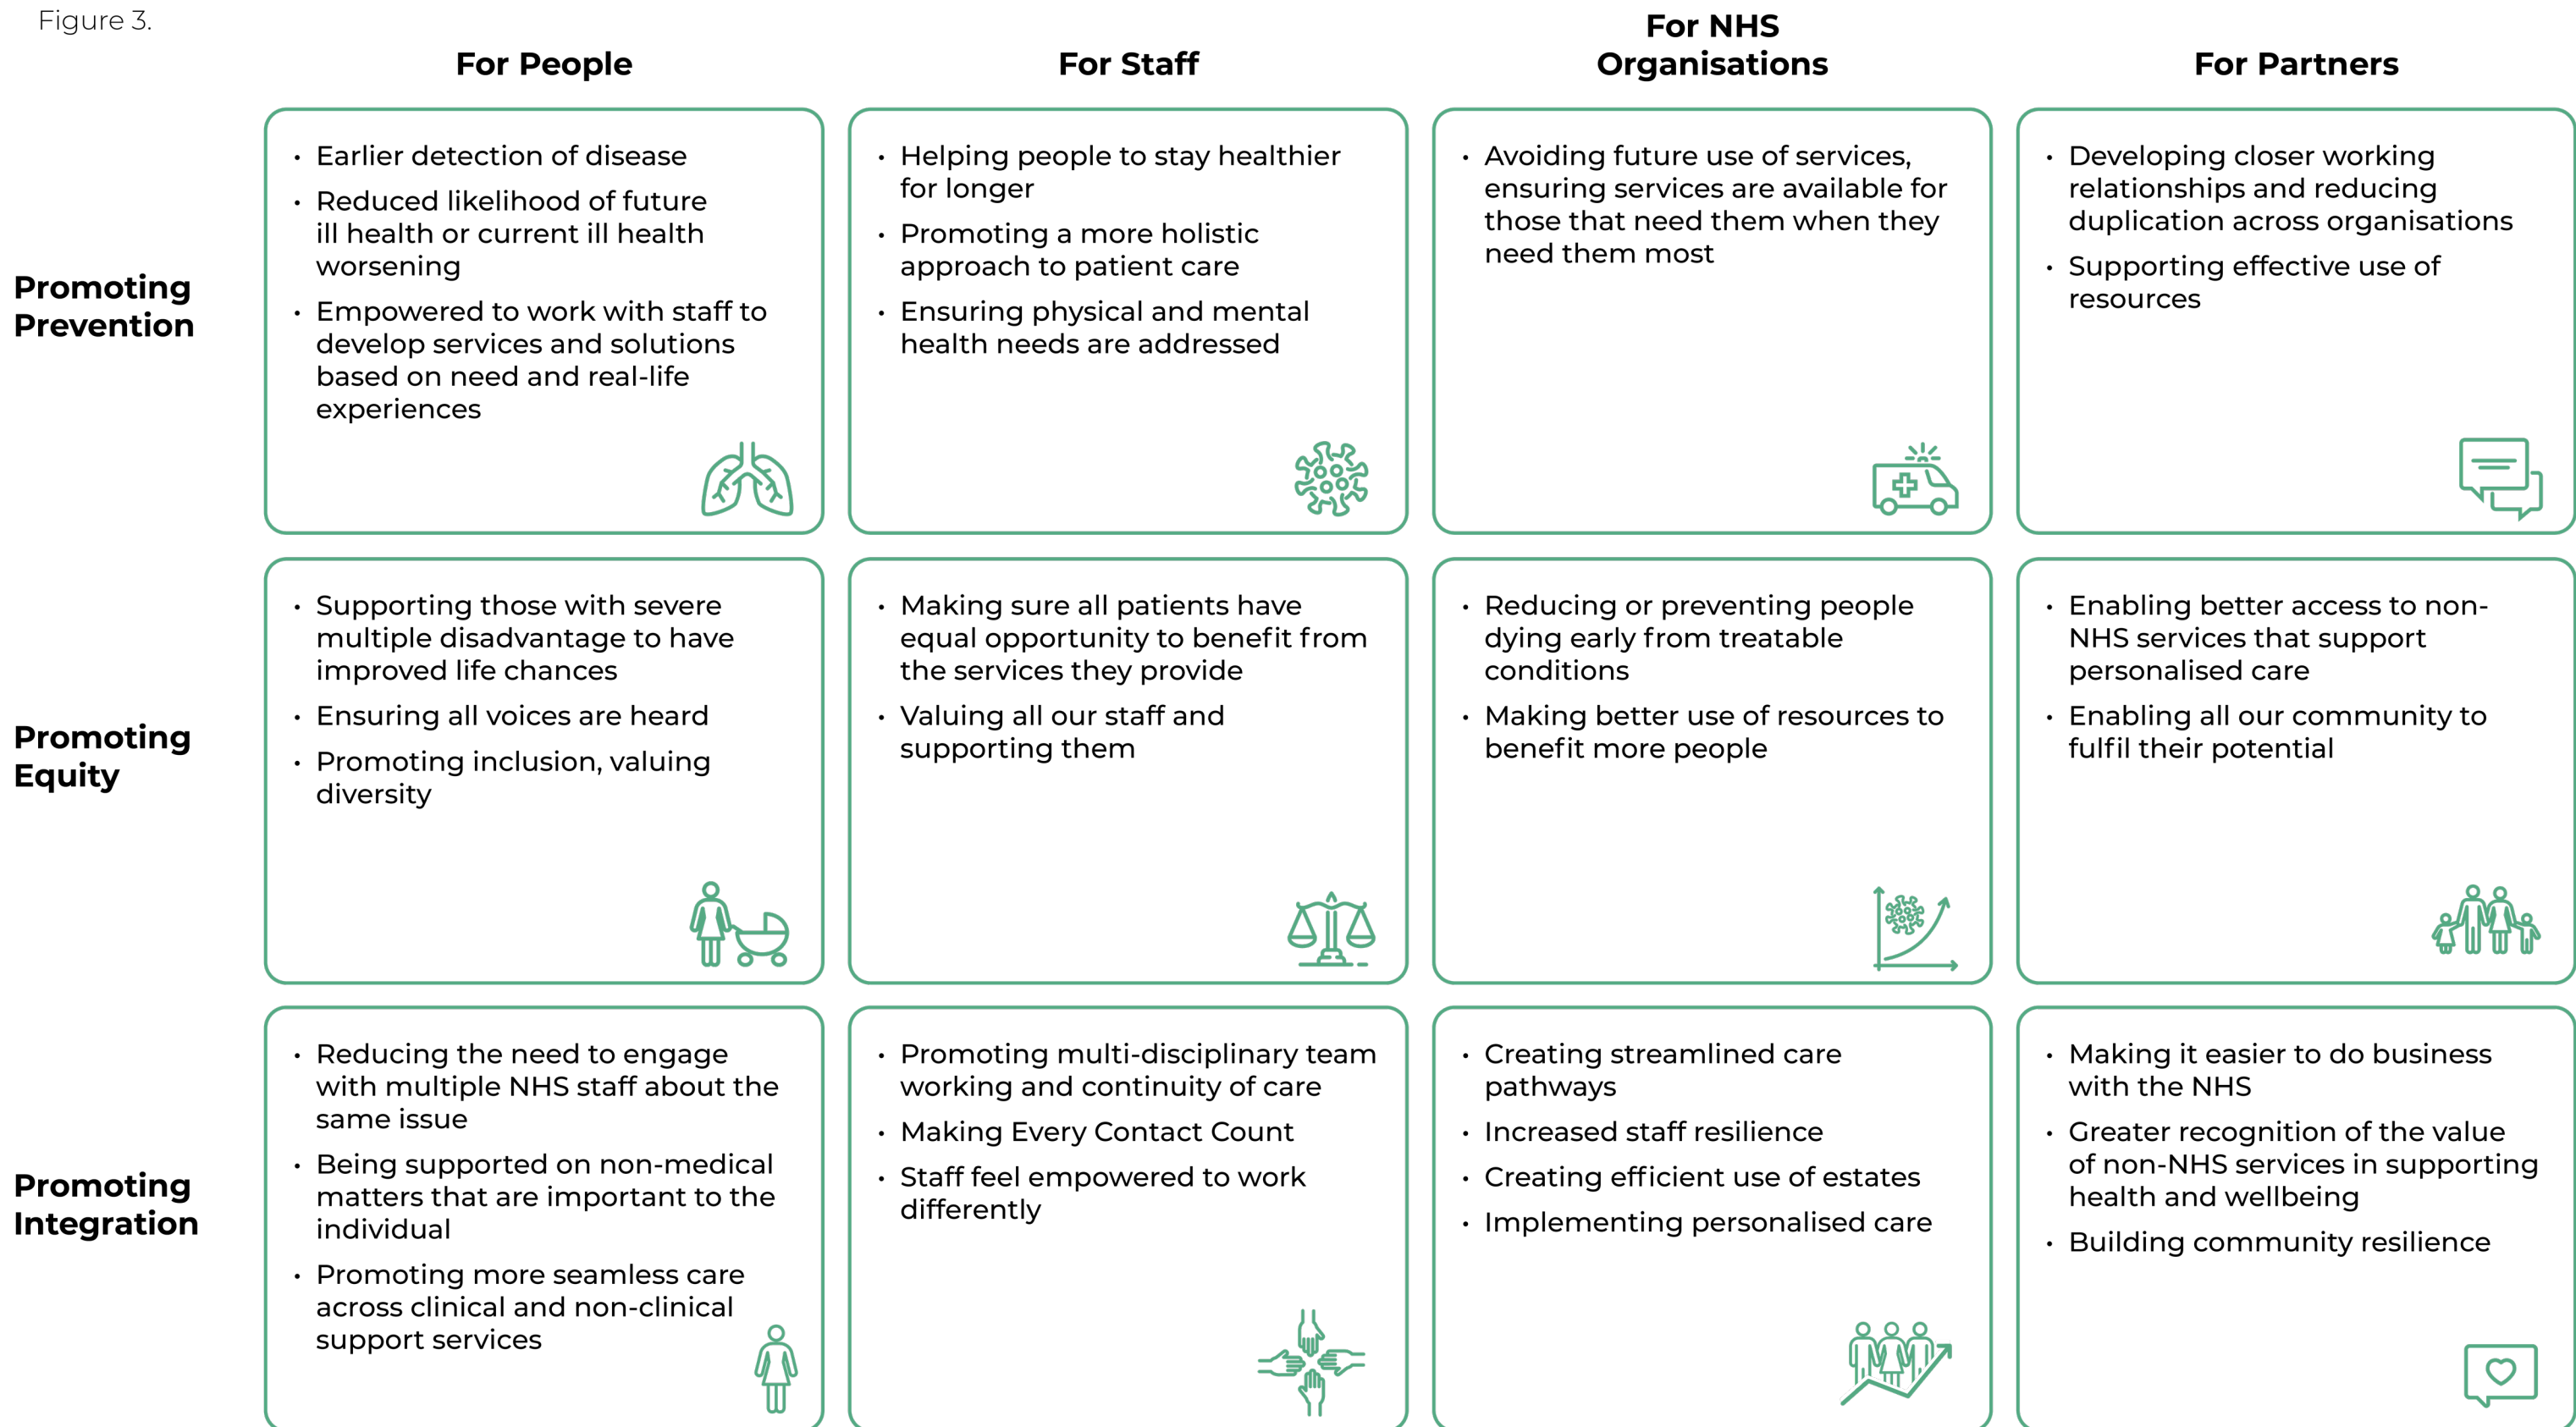 Figure 3.
For People
For Staff
For NHS
Organisations
For Partners
Promoting
Prevention
• Earlier detection of disease
• Reduced likelihood of future
ill health or current ill health
worsening
• Empowered to work with staff to
develop services and solutions
based on need and real-life
experiences
• Helping people to stay healthier
for longer
• Promoting a more holistic
approach to patient care
• Ensuring physical and mental
health needs are addressed
• Avoiding future use of services,
ensuring services are available for
those that need them when they
need them most
• Developing closer working
relationships and reducing
duplication across organisations
• Supporting effective use of
resources
Promoting
Equity
• Supporting those with severe
multiple disadvantage to have
improved life chances
• Ensuring all voices are heard
• Promoting inclusion, valuing
diversity
• Making sure all patients have
equal opportunity to benefit from
the services they provide
• Valuing all our staff and
supporting them
• Reducing or preventing people
dying early from treatable
conditions
• Making better use of resources to
benefit more people
• Enabling better access to non-
NHS services that support
personalised care
• Enabling all our community to
fulfil their potential
Promoting
Integration
• Reducing the need to engage
with multiple NHS staff about the
same issue
• Being supported on non-medical
matters that are important to the
individual
• Promoting more seamless care
across clinical and non-clinical
support services
• Promoting multi-disciplinary team
working and continuity of care
• Making Every Contact Count
• Staff feel empowered to work
differently
• Creating streamlined care
pathways
• Increased staff resilience
• Creating efficient use of estates
• Implementing personalised care
• Making it easier to do business
with the NHS
• Greater recognition of the value
of non-NHS services in supporting
health and wellbeing
• Building community resilience